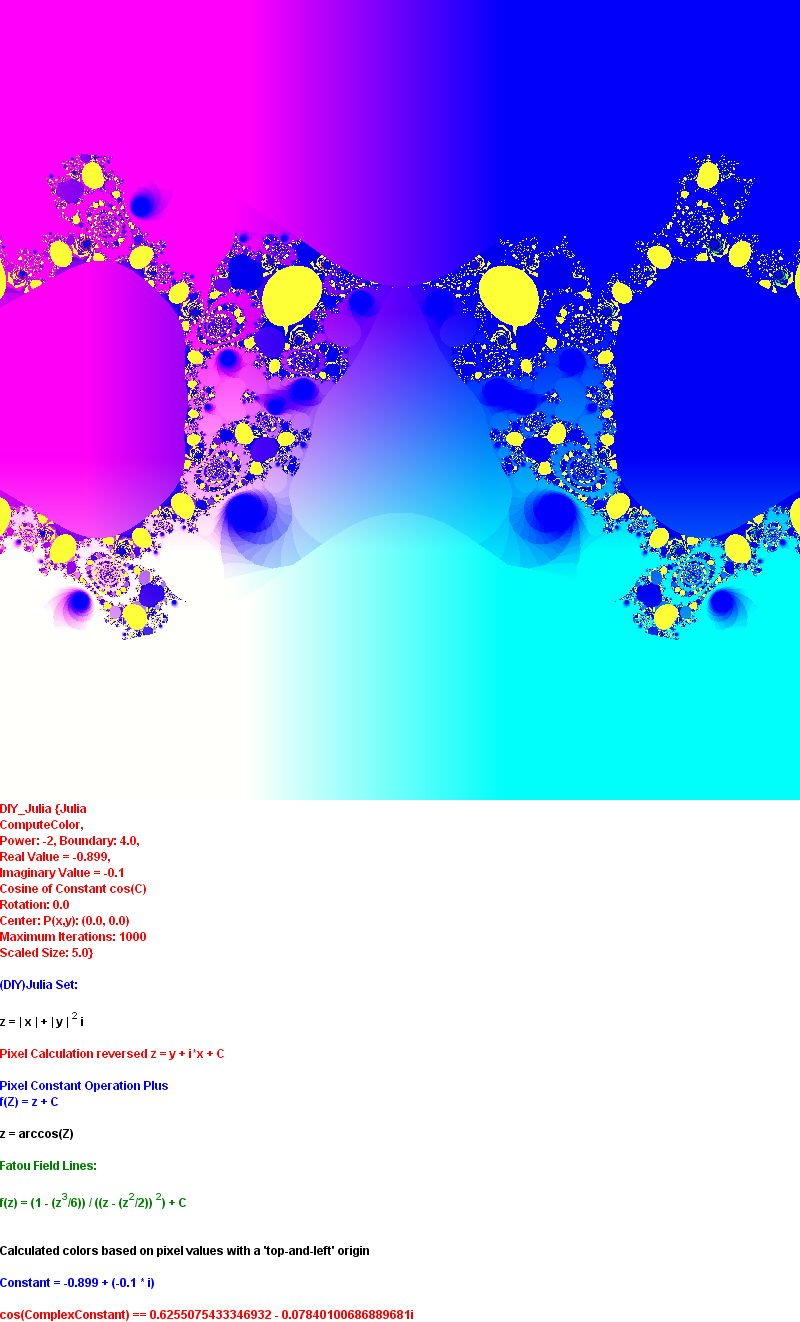 DIY_Julia {Julia
ComputeColor,
Power: -2, Boundary: 4.0,
Real Value = -0.899,
Imaginary Value = -0.1
Cosine of Constant cos(C)
Rotation: 0.0
Center: P(x,y): (0.0, 0.0)
Maximum Iterations: 1000
Scaled Size: 5.0}
(DIY)Julia Set:
z = | x | + | y | ² i
Pixel Calculation reversed z = y + i*x + C
Pixel Constant Operation Plus
f(Z) = z + C
z = arccos(Z)
Fatou Field Lines:
f(z) = (1 - (z³/6)) / ((z - (z²/2)) ²) + C
Calculated colors based on pixel values with a 'top-and-left' origin
Constant = -0.899 + (-0.1 * i)
cos(ComplexConstant) == 0.6255075433346932 - 0.07840100686889681i